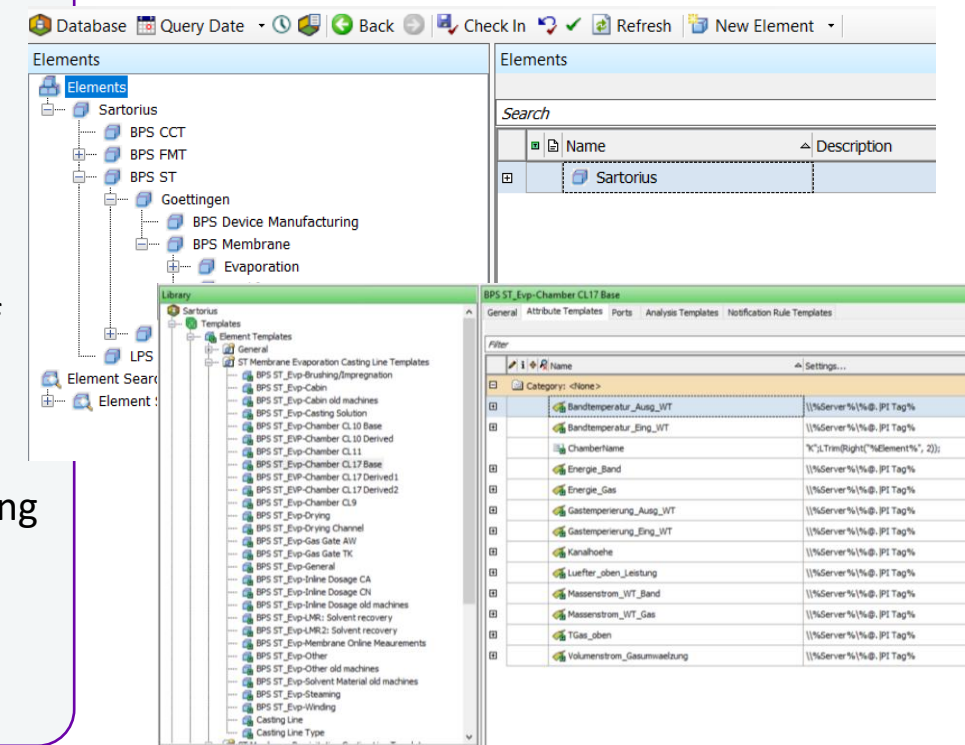 Database Query Date Back Check In Refresh New Element
Elements
Elements
Sartorius
BPS CCT
BPS FMT
BPS ST
Goettingen
BPS Device Manufacturing
BPS Membrane
Evaporation
LPS
Element Searc
Element
ng
Elements
Search
Name Description
Sartorius
Library
Sartorius
Templates
Element Templates
General
ST Membrane Evaporation Casting Line Templates
BPS ST_Evp-Brushing/Impregnation
BPS ST_Evp-Cabin
BPS ST_Evp-Cabin old machines
BPS ST_Evp-Casting Solution
BPS ST_Evp-Chamber CL10 Base
BPS ST_EVP-Chamber CL10 Derived
BPS ST_Evp-Chamber CL11
BPS ST_Evp-Chamber CL17 Base
BPS ST_EVP-Chamber CL17 Derived1
BPS ST_EVP-Chamber CL17 Derived2
BPS ST_Evp-Chamber CL9
BPS ST_Evp-Drying
BPS ST_Evp-Drying Channel
BPS ST_Evp-Gas Gate AW
BPS ST_Evp-Gas Gate TK
BPS ST_Evp-General
BPS ST_Evp-Inline Dosage CA
BPS ST_Evp-Inline Dosage CN
BPS ST_Evp-Inline Dosage old machines
BPS ST_Evp-LMR: Solvent recovery
BPS ST_Evp-LMR2: Solvent recovery
BPS ST_Evp-Membrane Online Meaurements
BPS ST_Evp-Other
BPS ST_Evp-Other old machines
BPS ST_Evp-Solvent Material old machines
BPS ST_Evp-Steaming
BPS ST_Evp-Winding
Casting Line
Casting Line Type
BPS ST_Evp-Chamber CL17 Base
General Attribute Templates Ports Analysis Templates Notification Rule Templates
Filter
Name Settings...
Category: <None>
Bandtemperatur_Ausg_WT \\%Server%\%@.|PI Tag%
Bandtemperatur_Eing_WT \\%Server%\%@.|PI Tag%
ChamberName "K";LTrim(Right("%Element%", 2));
Energie_Band \\%Server%\%@.|PI Tag%
Energie_Gas \\%Server%\%@.|PI Tag%
Gastemperierung_Ausg_WT \\%Server%\%@.|PI Tag%
Gastemperierung_Eing_WT \\%Server%\%@.|PI Tag%
Kanalhoehe \\%Server%\%@.|PI Tag%
Luefter_oben_Leistung \\%Server%\%@.|PI Tag%
Massenstrom_WT_Band \\%Server%\%@.|PI Tag%
Massenstrom_WT_Gas \\%Server%\%@.|PI Tag%
TGas_oben \\%Server%\%@.|PI Tag%
Volumenstrom_Gasumwaelzung \\%Server%\%@.|PI Tag%